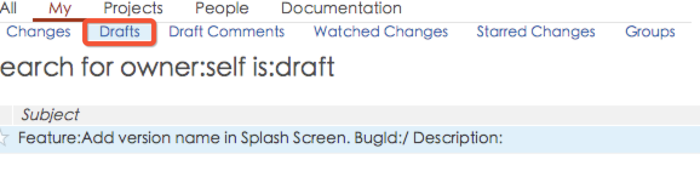 All My Projects People Documentation
Changes Drafts Draft Comments Watched Changes Starred Changes Groups
earch for owner:self is:draft
Subject
Feature:Add version name in Splash Screen. BugId:/ Description: